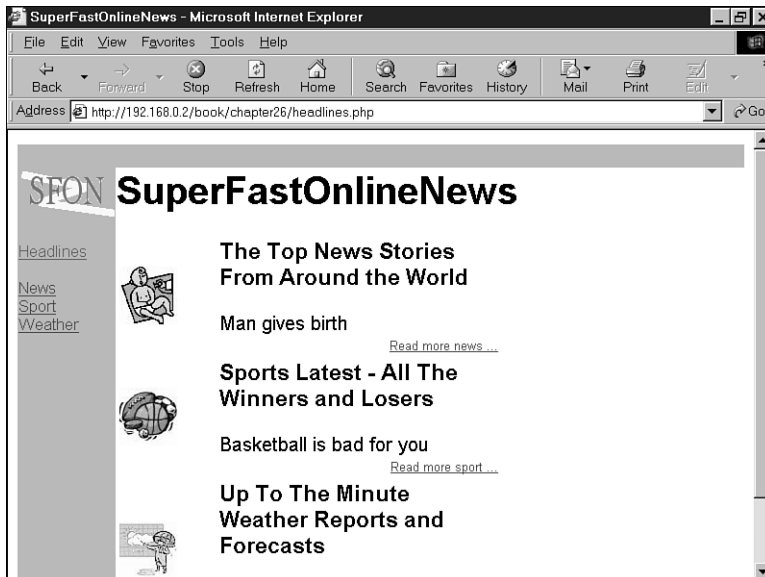 SuperFastOnlineNews - Microsoft Internet Explorer
File Edit View Favorites Tools Help
Back Forward Stop Refresh Home Search Favorites History Mail Print Edit
Address http://192.168.0.2/book/chapter26/headlines.php Go
SFON SuperFastOnlineNews
Headlines
News
Sport
Weather
The Top News Stories
From Around the World
Man gives birth
Read more news ...
Sports Latest - All The
Winners and Losers
Basketball is bad for you
Read more sport ...
Up To The Minute
Weather Reports and
Forecasts